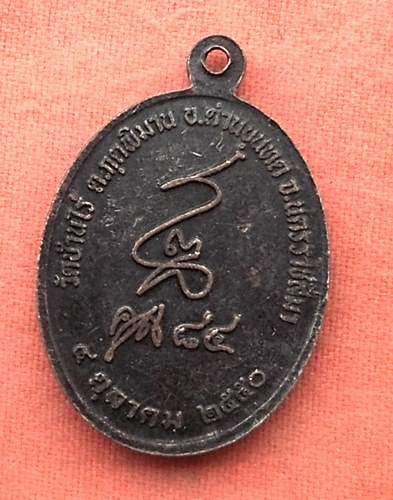 วัดบ้านไร่ ต.กุดพิมาน อ.ด่านขุนทด จ.นครราชสีมา
๘๔
๔ ตุลาคม ๒๕๕๐